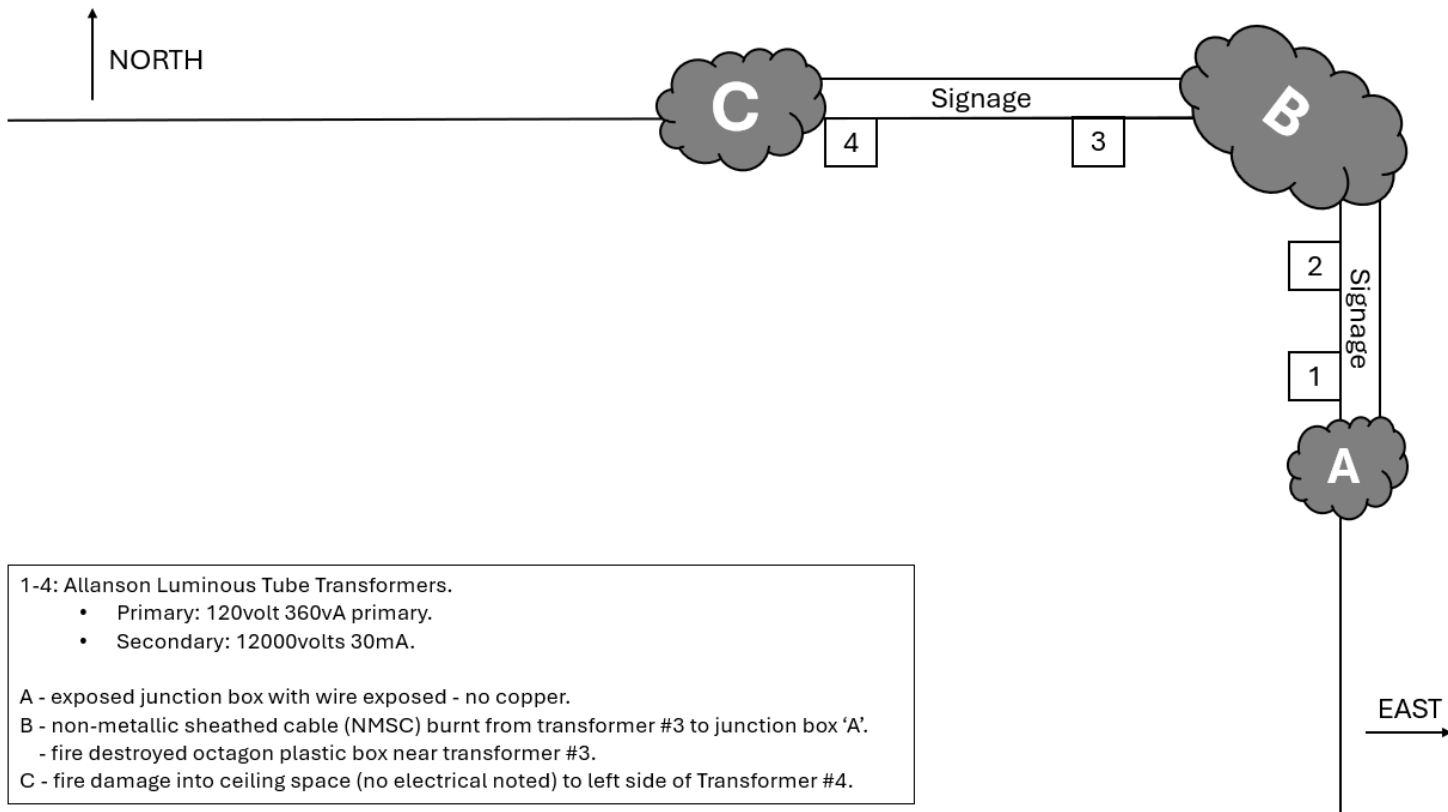 NORTH
C
Signage
B
4
3
2
Signage
1
A
1-4: Allanson Luminous Tube Transformers.
• Primary: 120volt 360vA primary.
• Secondary: 12000volts 30mA.
A - exposed junction box with wire exposed - no copper.
B - non-metallic sheathed cable (NMSC) burnt from transformer #3 to junction box ‘A’.
- fire destroyed octagon plastic box near transformer #3.
C - fire damage into ceiling space (no electrical noted) to left side of Transformer #4.
EAST